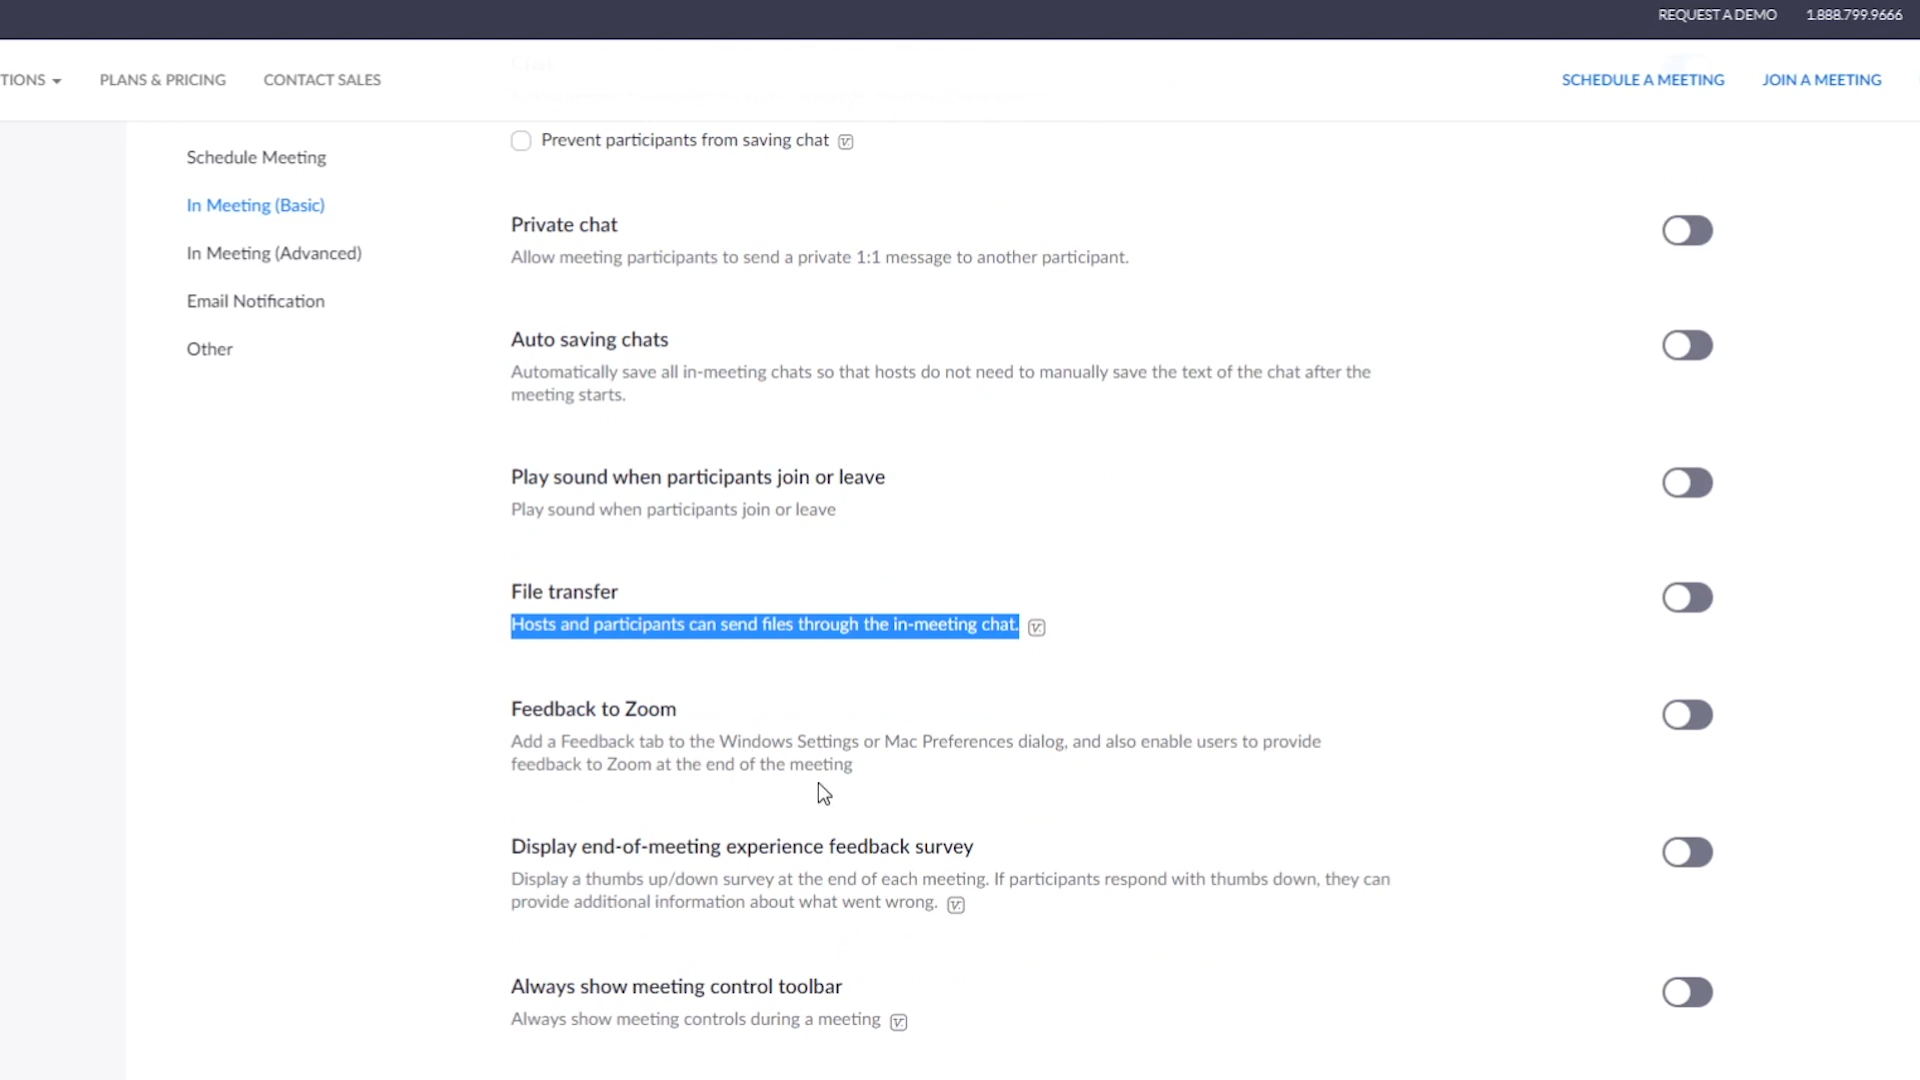 REQUEST A DEMO 1.888.799.9666
TIONS PLANS & PRICING CONTACT SALES SCHEDULE A MEETING JOIN A MEETING
Prevent participants from saving chat
Schedule Meeting
In Meeting (Basic)
In Meeting (Advanced)
Email Notification
Other
Private chat
Allow meeting participants to send a private 1:1 message to another participant.
Auto saving chats
Automatically save all in-meeting chats so that hosts do not need to manually save the text of the chat after the
meeting starts.
Play sound when participants join or leave
Play sound when participants join or leave
File transfer
Hosts and participants can send files through the in-meeting chat.
Feedback to Zoom
Add a Feedback tab to the Windows Settings or Mac Preferences dialog, and also enable users to provide
feedback to Zoom at the end of the meeting
Display end-of-meeting experience feedback survey
Display a thumbs up/down survey at the end of each meeting. If participants respond with thumbs down, they can
provide additional information about what went wrong.
Always show meeting control toolbar
Always show meeting controls during a meeting